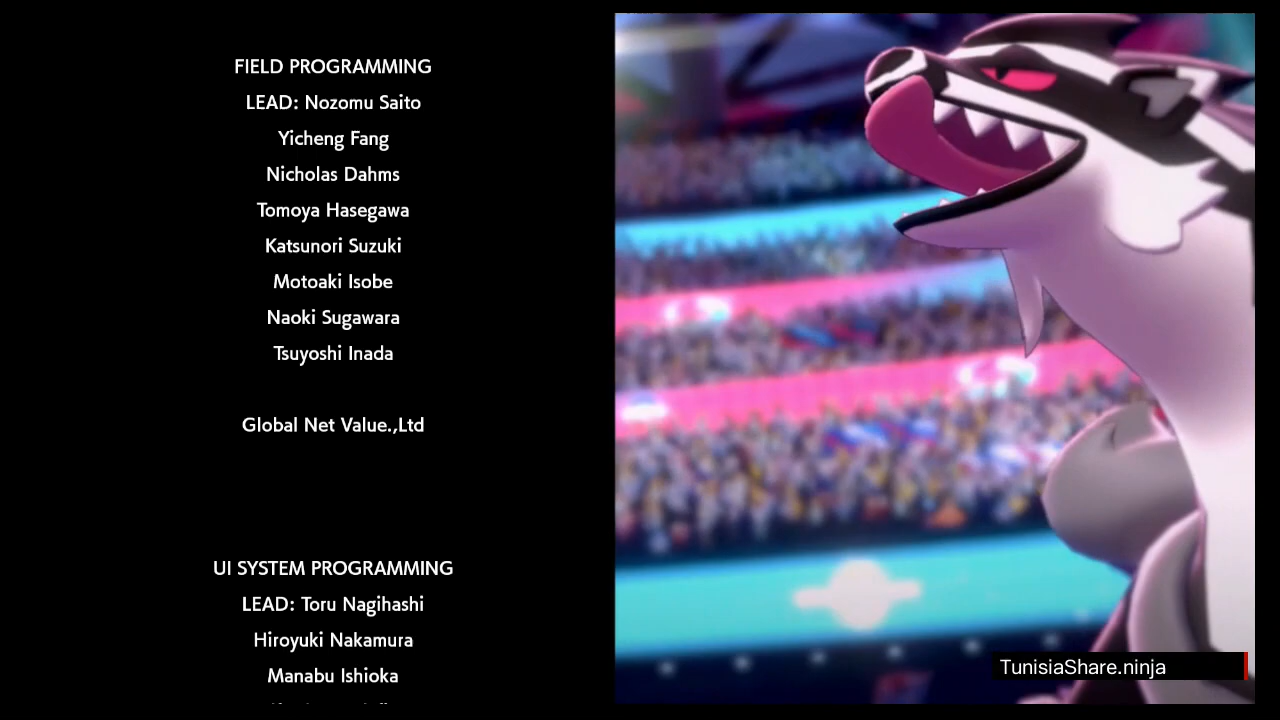 FIELD PROGRAMMING
LEAD: Nozomu Saito
Yicheng Fang
Nicholas Dahms
Tomoya Hasegawa
Katsunori Suzuki
Motoaki Isobe
Naoki Sugawara
Tsuyoshi Inada
Global Net Value.,Ltd
UI SYSTEM PROGRAMMING
LEAD: Toru Nagihashi
Hiroyuki Nakamura
Manabu Ishioka
TunisiaShare.ninja